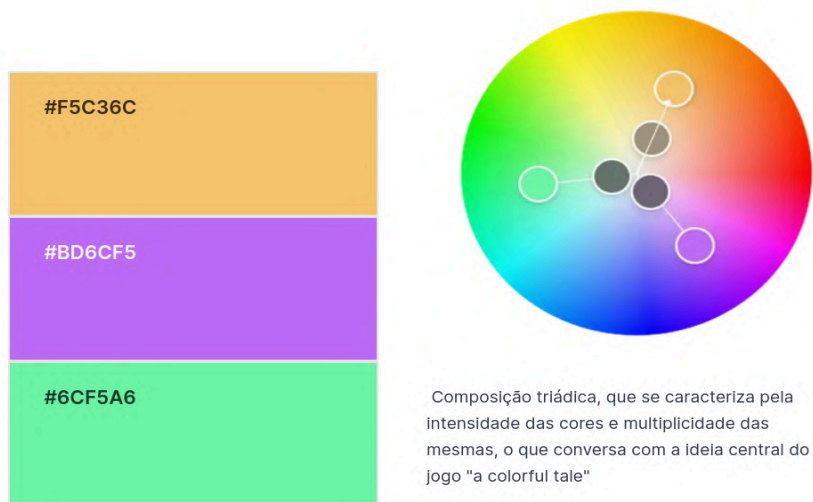 #F5C36C
#BD6CF5
#6CF5A6
Composição triádica, que se caracteriza pela
intensidade das cores e multiplicidade das
mesmas, o que conversa com a ideia central do
jogo "a colorful tale"